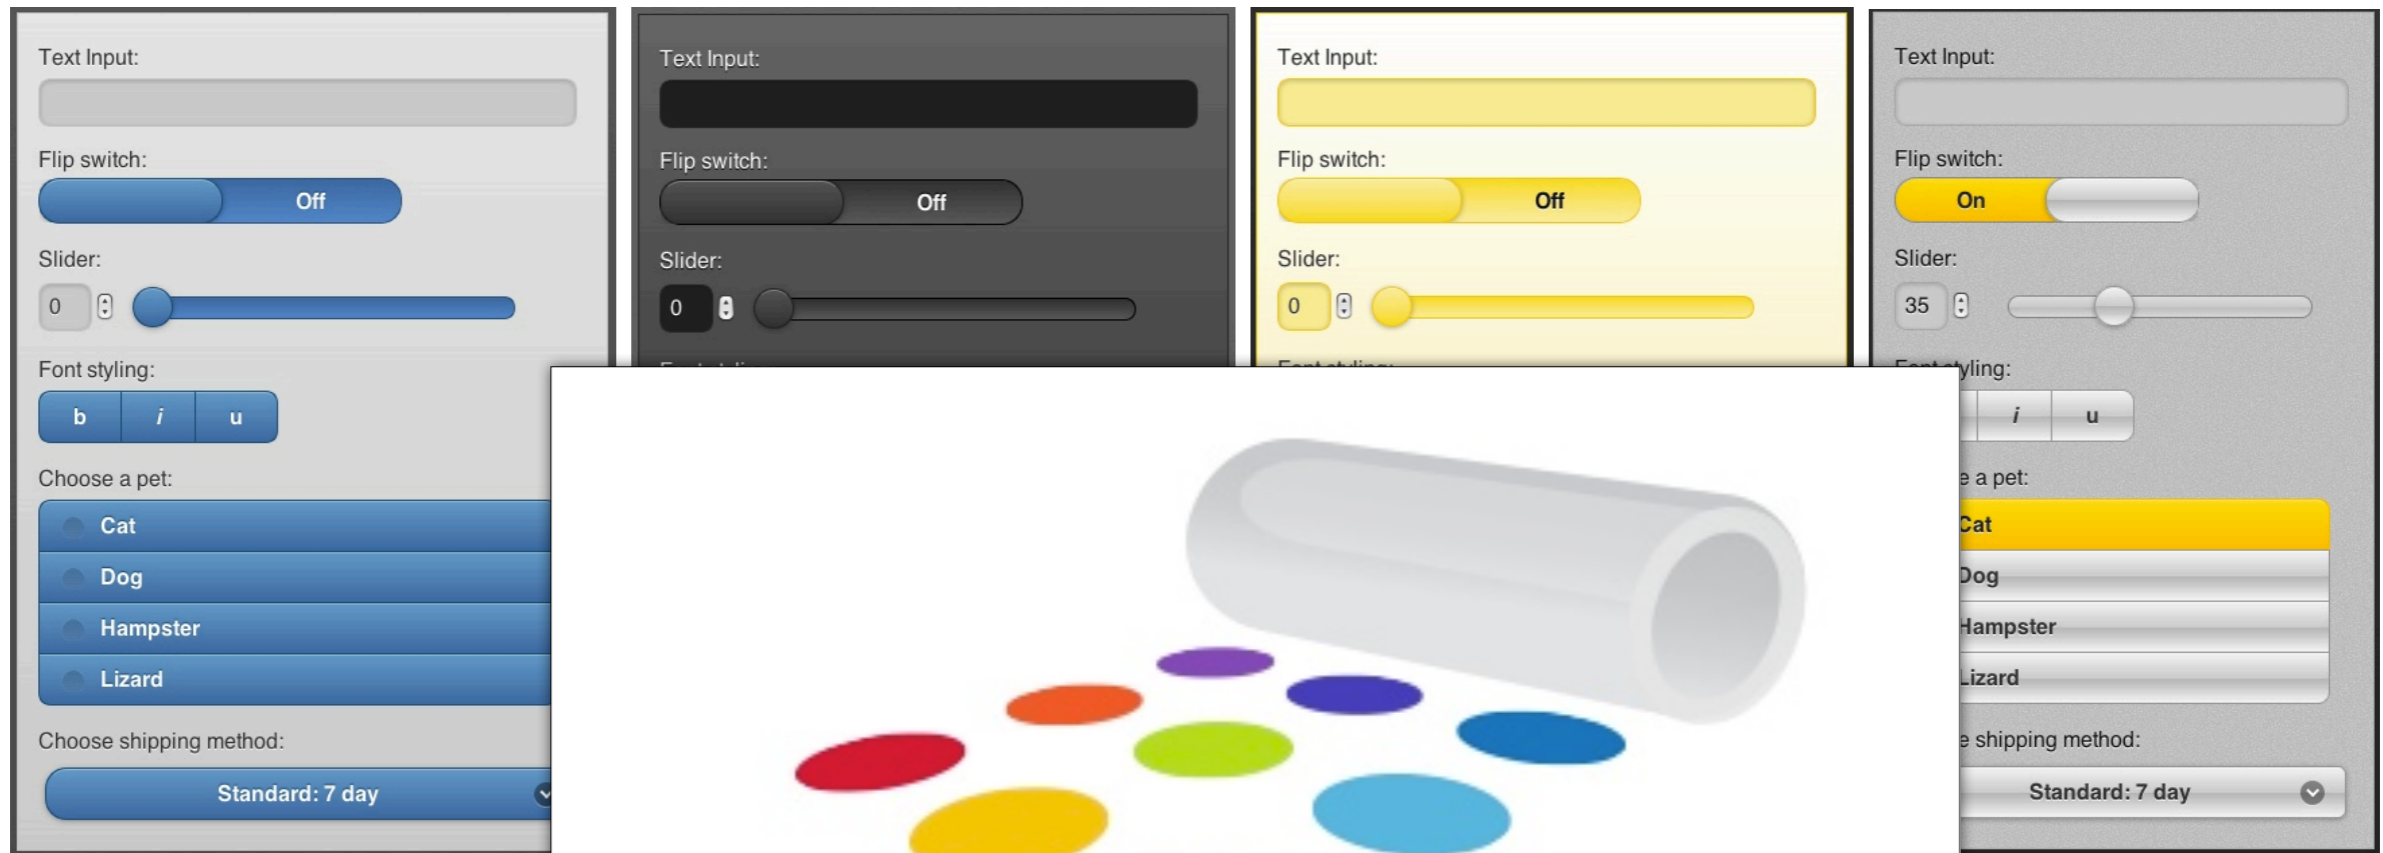 Text Input:
Flip switch:
Off
Slider:
0
Font styling:
b i u
Choose a pet:
Cat
Dog
Hampster
Lizard
Choose shipping method:
Standard: 7 day
Text Input:
Flip switch:
Off
Slider:
0
Text Input:
Flip switch:
Off
Slider:
0
Font styling:
Text Input:
Flip switch:
On
Slider:
35
Font styling:
i u
e a pet:
Cat
Dog
Hampster
Lizard
e shipping method:
Standard: 7 day